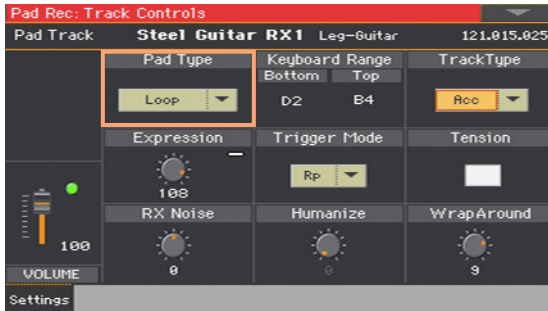 Pad Rec: Track Controls
Pad Track Steel Guitar RX1 Leg-Guitar 121.015.025
Pad Type Keyboard Range TrackType
Bottom Top
Loop D2 B4 Acc
Expression Trigger Mode Tension
Rp
108
RX Noise Humanize WrapAround
100
0 0 9
VOLUME
Settings